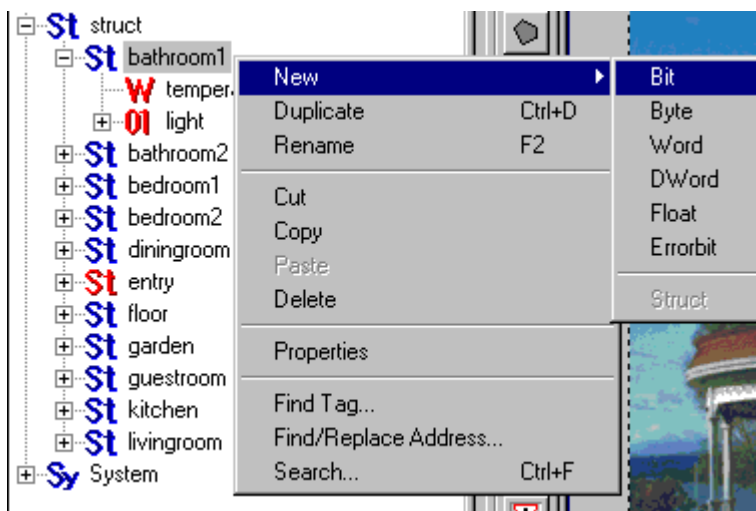 St struct
St bathroom1
W tempera
01 light
St bathroom2
St bedroom1
St bedroom2
St diningroom
St entry
St floor
St garden
St guestroom
St kitchen
St livingroom
Sy System
New
Duplicate Ctrl+D
Rename F2
Cut
Copy
Paste
Delete
Properties
Find Tag...
Find/Replace Address...
Search... Ctrl+F
Bit
Byte
Word
DWord
Float
Errorbit
Struct